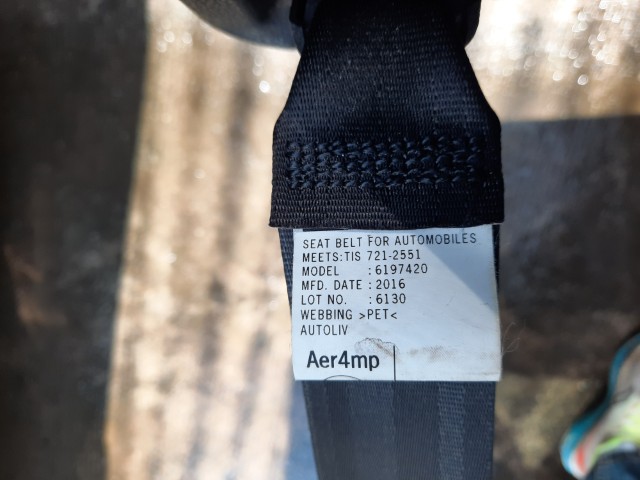 SEAT BELT FOR AUTOMOBILES
MEETS:TIS 721-2551
MODEL : 6197420
MFD. DATE : 2016
LOT NO. : 6130
WEBBING >PET<
AUTOLIV
Aer4mp